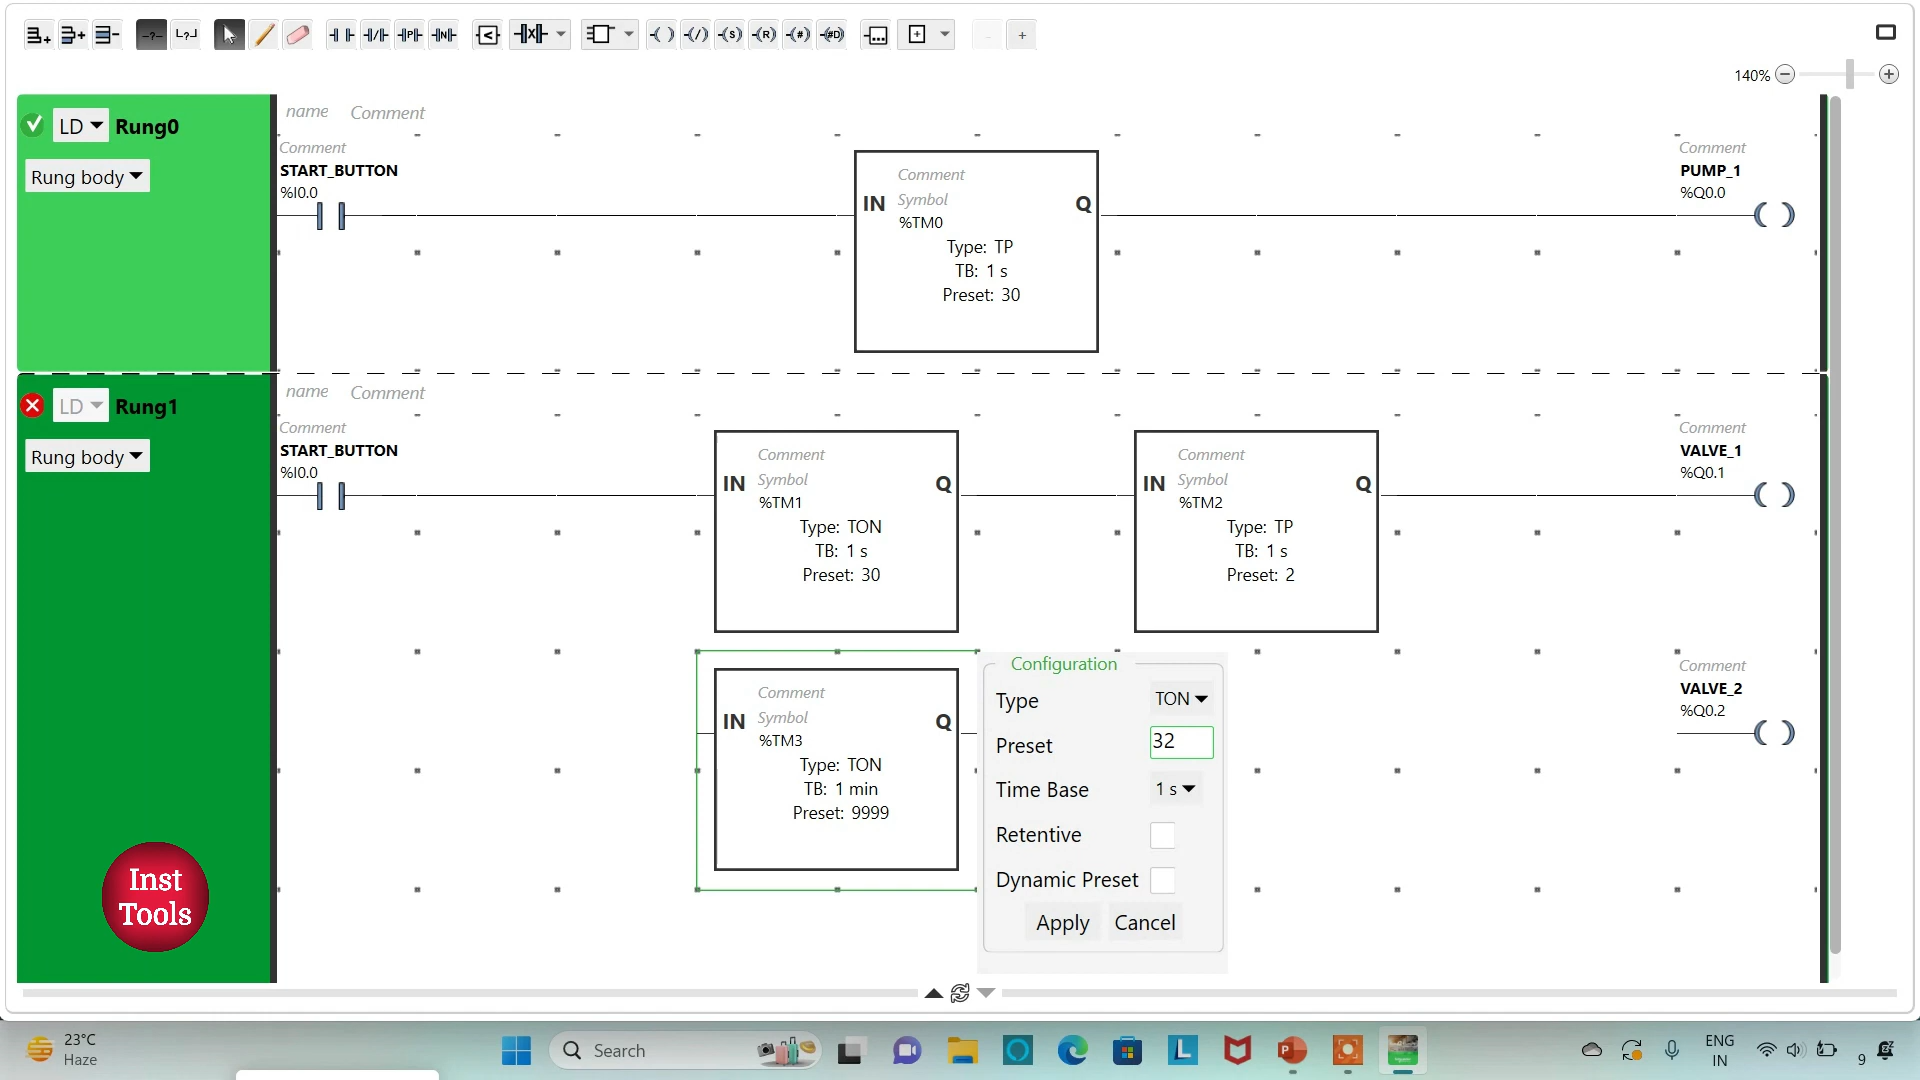 140%
LD Rung0
Rung body
name Comment
Comment
START_BUTTON
%I0.0
Comment
Symbol
IN Q
%TM0
Type: TP
TB: 1 s
Preset: 30
Comment
PUMP_1
%Q0.0
LD Rung1
Rung body
name Comment
Comment
START_BUTTON
%I0.0
Comment
Symbol
IN Q
%TM1
Type: TON
TB: 1 s
Preset: 30
Comment
Symbol
IN Q
%TM2
Type: TP
TB: 1 s
Preset: 2
Comment
VALVE_1
%Q0.1
Comment
Symbol
IN Q
%TM3
Type: TON
TB: 1 min
Preset: 9999
Configuration
Type TON
Preset 32
Time Base 1 s
Retentive
Dynamic Preset
Apply Cancel
Comment
VALVE_2
%Q0.2
Inst
Tools
23°C
Haze
Search
ENG
IN
9